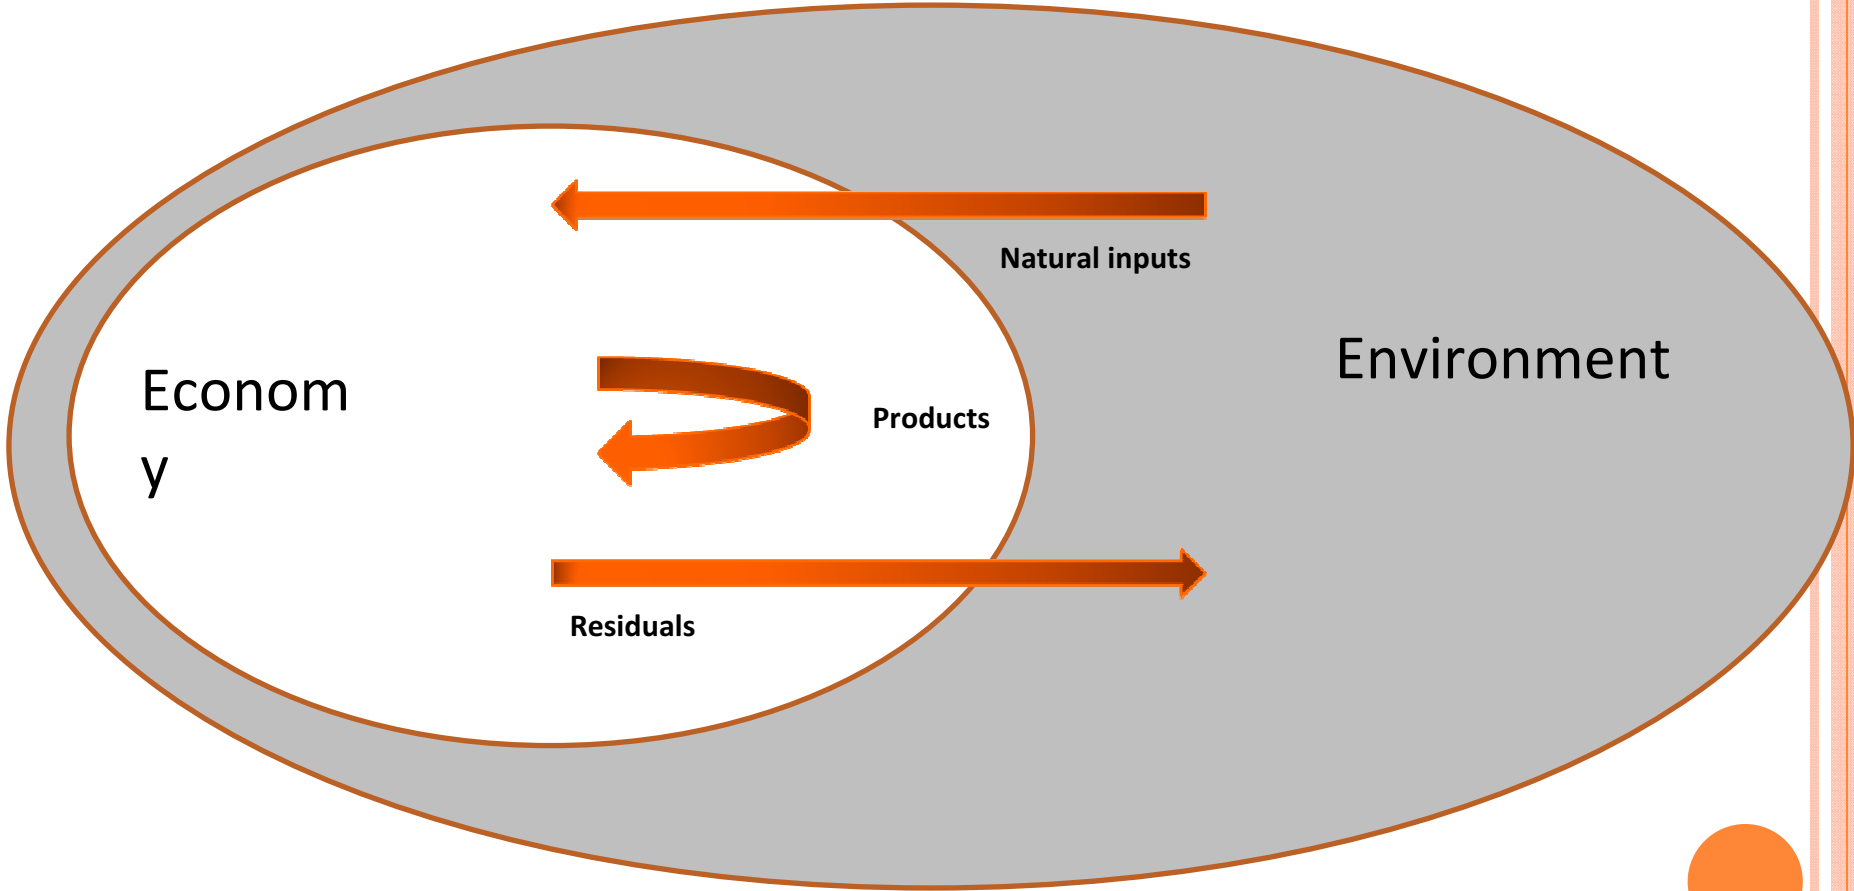 Natural inputs
Environment
Econom
y
Products
Residuals